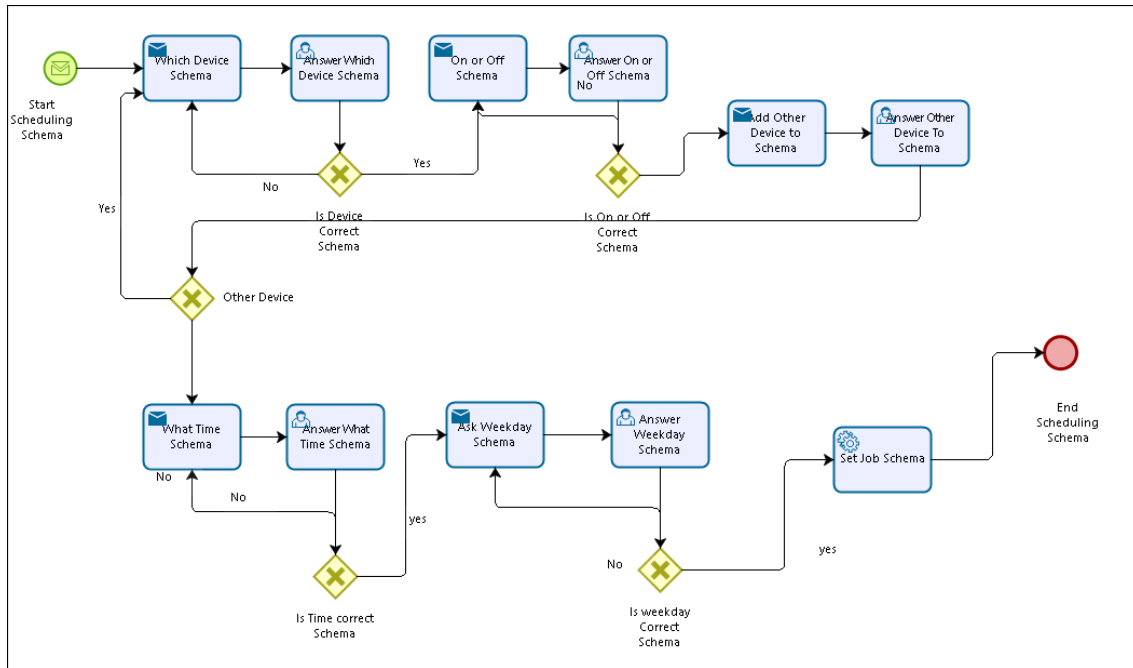 Which Device
Schema
Answer Which
Device Schema
On or Off
Schema
Answer On or
Off Schema
No
Start
Scheduling
Schema
Add Other
Device to
Schema
Answer Other
Device To
Schema
Yes
No
Yes
Is Device
Correct
Schema
Is On or Off
Correct
Schema
Other Device
What Time
Schema
No
Answer What
Time Schema
No
Ask Weekday
Schema
Answer
Weekday
Schema
Set Job Schema
End
Scheduling
Schema
yes
yes
No
Is Time correct
Schema
Is weekday
Correct
Schema